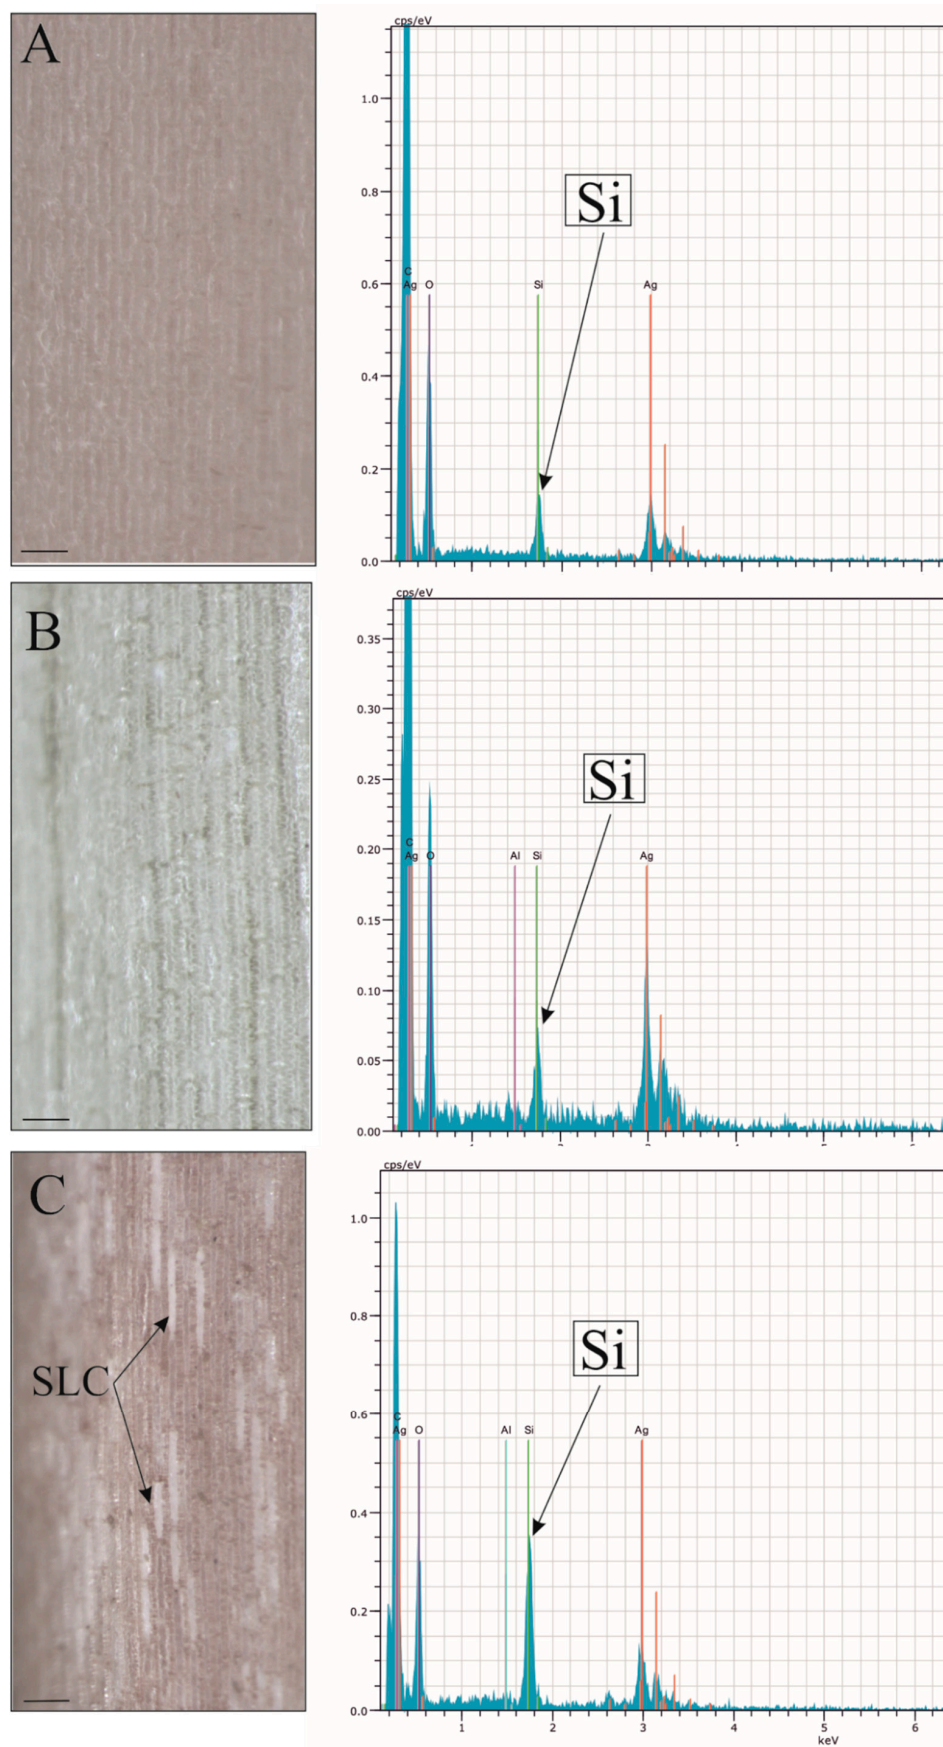 A
cps/eV
1.0
0.8
0.6
0.4
0.2
0.0
C
Ag O Si Ag
Si
B
cps/eV
0.35
0.30
0.25
0.20
0.15
0.10
0.05
0.00
C
Ag O Al Si Ag
Si
C
SLC
cps/eV
1.0
0.8
0.6
0.4
0.2
0.0
C
Ag O Al Si Ag
Si
1 2 3 4 5 6
keV